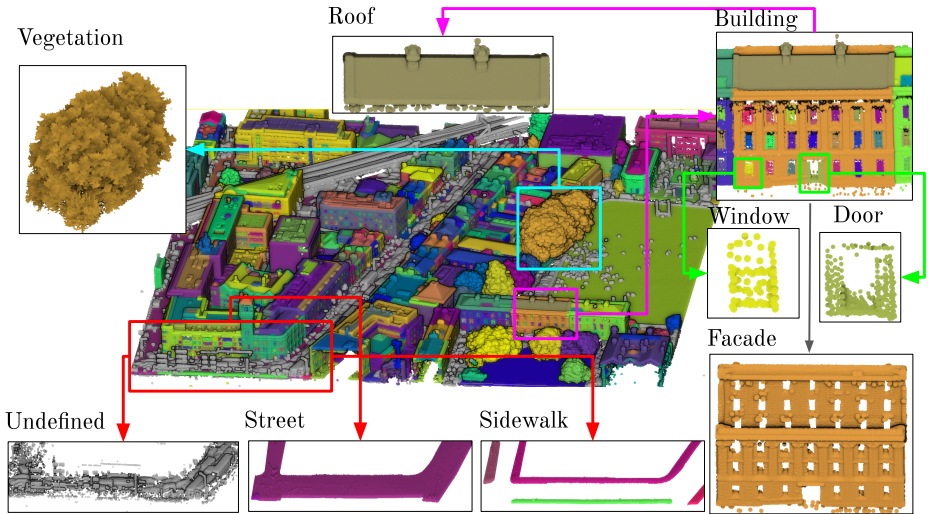 Roof
Building
Vegetation
Window
Door
Facade
Undefined
Street
Sidewalk